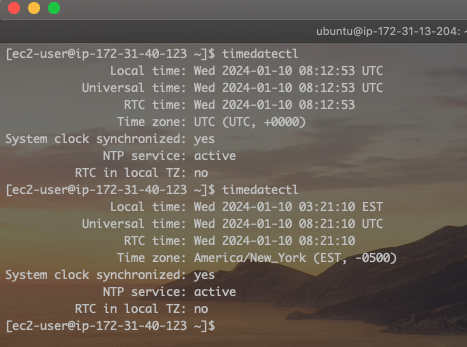 ubuntu@ip-172-31-13-204: ~
[ec2-user@ip-172-31-40-123 ~]$ timedatectl
Local time: Wed 2024-01-10 08:12:53 UTC
Universal time: Wed 2024-01-10 08:12:53 UTC
RTC time: Wed 2024-01-10 08:12:53
Time zone: UTC (UTC, +0000)
System clock synchronized: yes
NTP service: active
RTC in local TZ: no
[ec2-user@ip-172-31-40-123 ~]$ timedatectl
Local time: Wed 2024-01-10 03:21:10 EST
Universal time: Wed 2024-01-10 08:21:10 UTC
RTC time: Wed 2024-01-10 08:21:10
Time zone: America/New_York (EST, -0500)
System clock synchronized: yes
NTP service: active
RTC in local TZ: no
[ec2-user@ip-172-31-40-123 ~]$